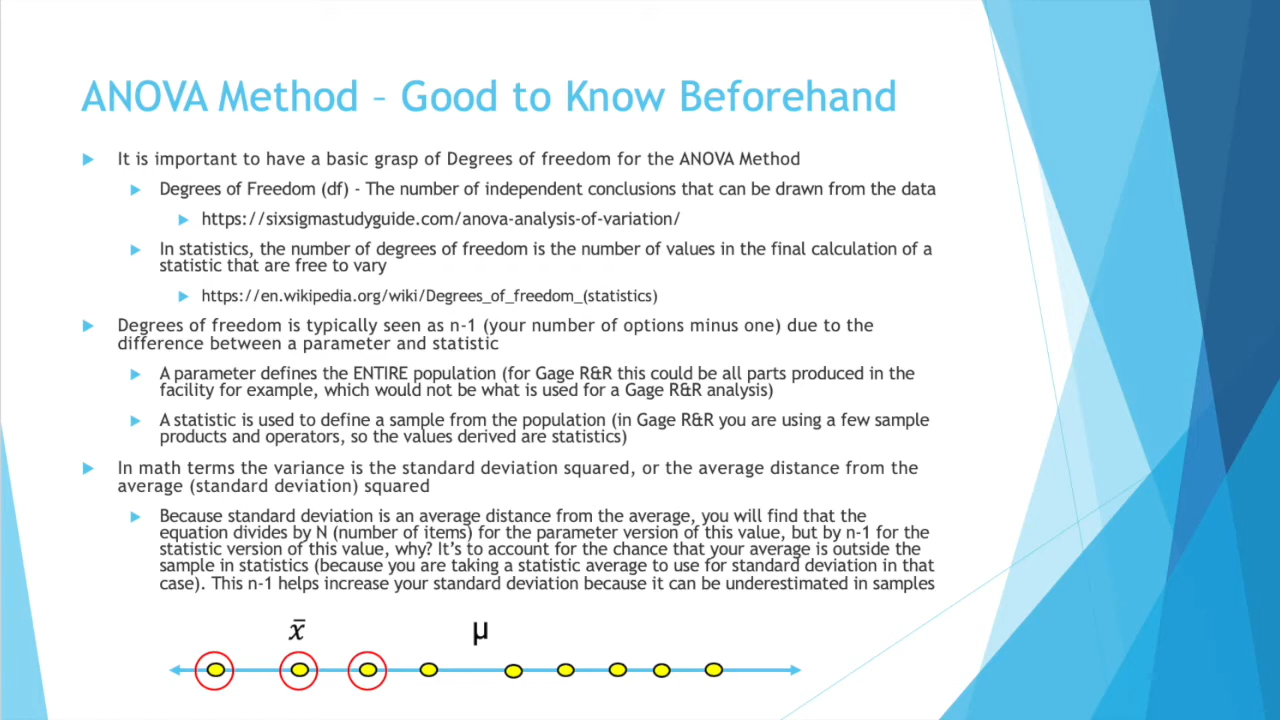 ANOVA Method – Good to Know Beforehand
It is important to have a basic grasp of Degrees of freedom for the ANOVA Method
Degrees of Freedom (df) - The number of independent conclusions that can be drawn from the data
https://sixsigmastudyguide.com/anova-analysis-of-variation/
In statistics, the number of degrees of freedom is the number of values in the final calculation of a
statistic that are free to vary
https://en.wikipedia.org/wiki/Degrees_of_freedom_(statistics)
Degrees of freedom is typically seen as n-1 (your number of options minus one) due to the
difference between a parameter and statistic
A parameter defines the ENTIRE population (for Gage R&R this could be all parts produced in the
facility for example, which would not be what is used for a Gage R&R analysis)
A statistic is used to define a sample from the population (in Gage R&R you are using a few sample
products and operators, so the values derived are statistics)
In math terms the variance is the standard deviation squared, or the average distance from the
average (standard deviation) squared
Because standard deviation is an average distance from the average, you will find that the
equation divides by N (number of items) for the parameter version of this value, but by n-1 for the
statistic version of this value, why? It's to account for the chance that your average is outside the
sample in statistics (because you are taking a statistic average to use for standard deviation in that
case). This n-1 helps increase your standard deviation because it can be underestimated in samples
x̄ μ